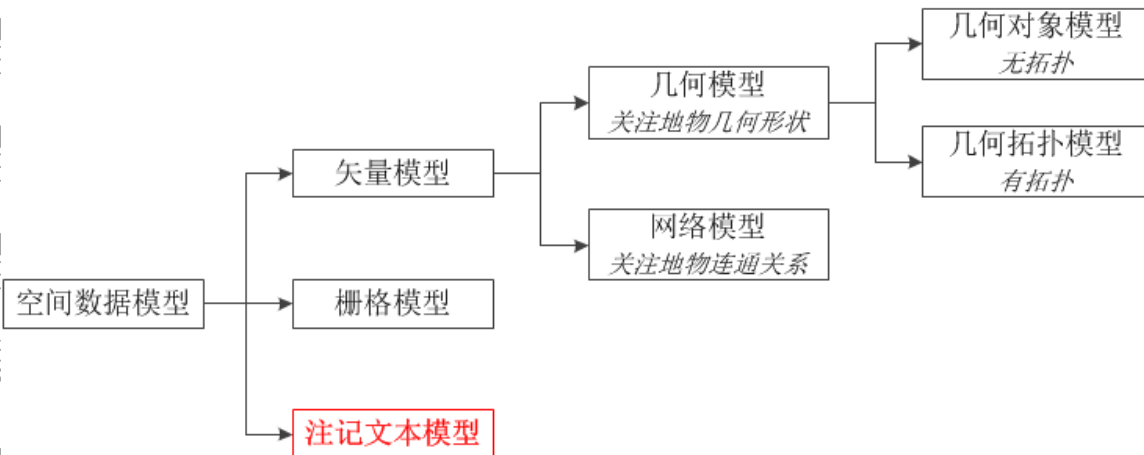 几何对象模型
无拓扑
几何模型
关注地物几何形状
几何拓扑模型
有拓扑
矢量模型
网络模型
关注地物连通关系
空间数据模型
栅格模型
注记文本模型